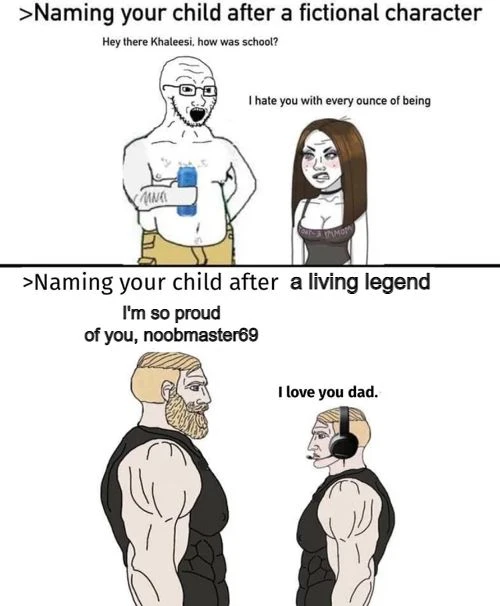 >Naming your child after a fictional character
Hey there Khaleesi, how was school?
I hate you with every ounce of being
>Naming your child after a living legend
I'm so proud
of you, noobmaster69
I love you dad.